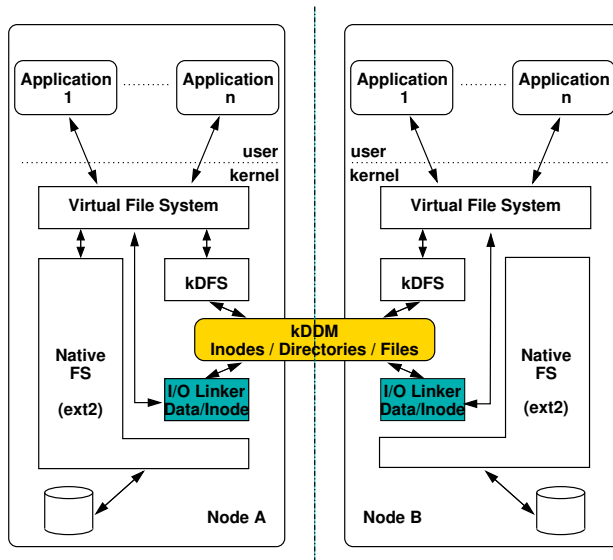 Application
1
Application
n
Application
1
Application
n
user
kernel
user
kernel
Virtual File System
Virtual File System
kDFS
kDFS
kDDM
Inodes / Directories / Files
Native
FS
(ext2)
I/O Linker
Data/Inode
I/O Linker
Data/Inode
Native
FS
(ext2)
Node A
Node B